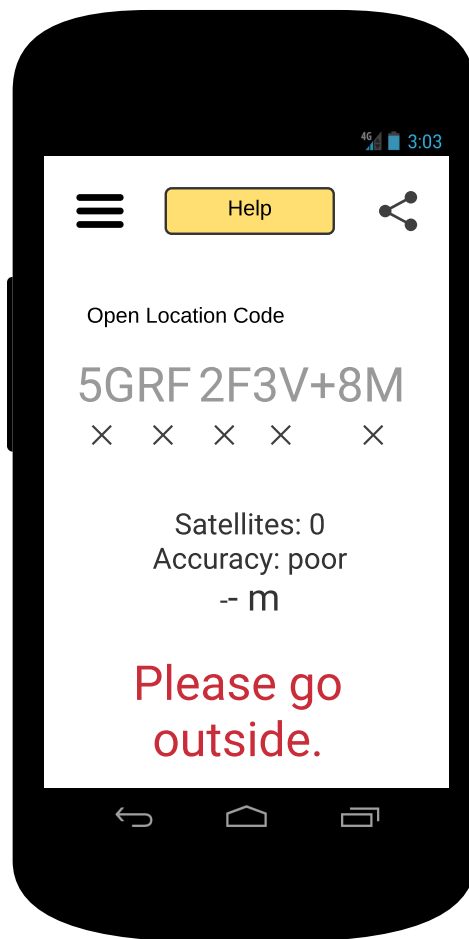 4G 3:03
Help
Open Location Code
5GRF 2F3V+8M
Satellites: 0
Accuracy: poor
-- m
Please go
outside.